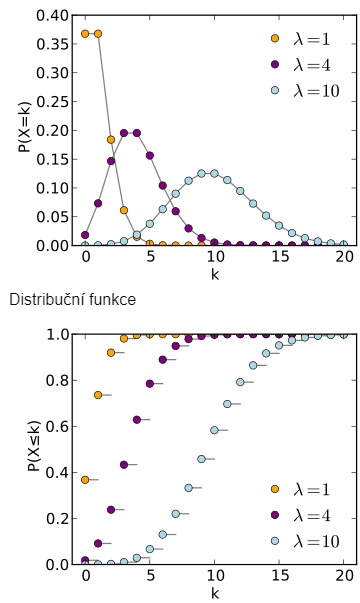 0.40
0.35
0.30
0.25
0.20
0.15
0.10
0.05
0.00
P(X=k)
λ=1
λ=4
λ=10
0 5 10 15 20
k
Distribuční funkce
1.0
0.8
0.6
0.4
0.2
0.0
P(X≤k)
λ=1
λ=4
λ=10
0 5 10 15 20
k